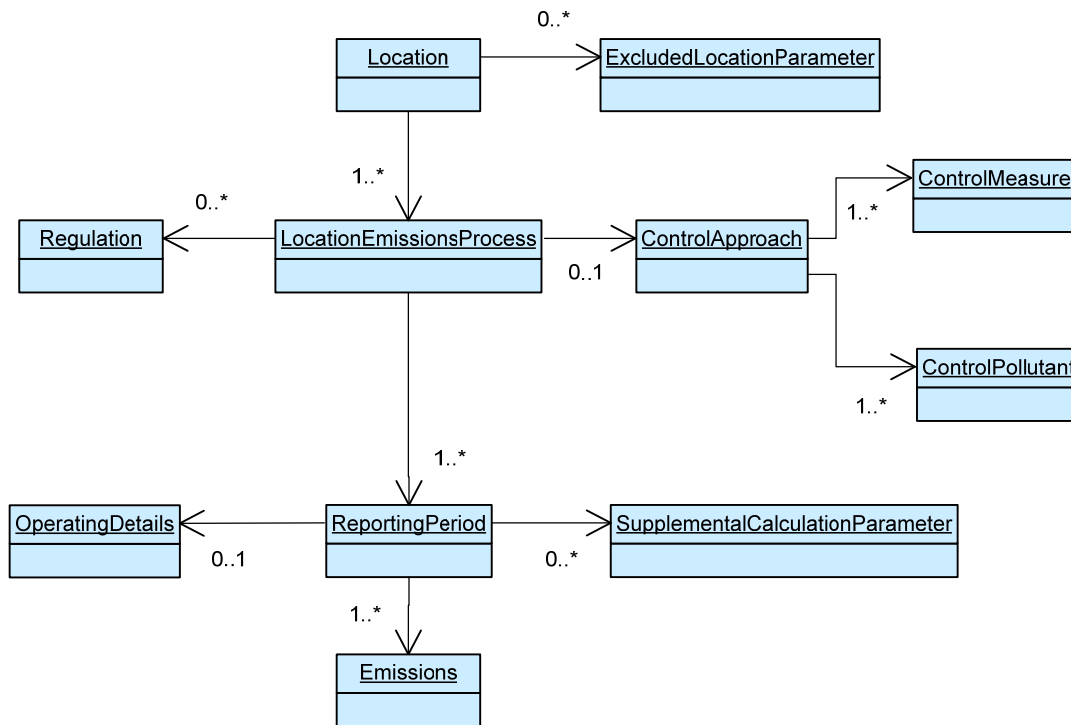 0..*
Location
ExcludedLocationParameter
1..*
ControlMeasure
0..*
1..*
Regulation
LocationEmissionsProcess
ControlApproach
0..1
ControlPollutant
1..*
1..*
OperatingDetails
ReportingPeriod
SupplementalCalculationParameter
0..1
0..*
1..*
Emissions